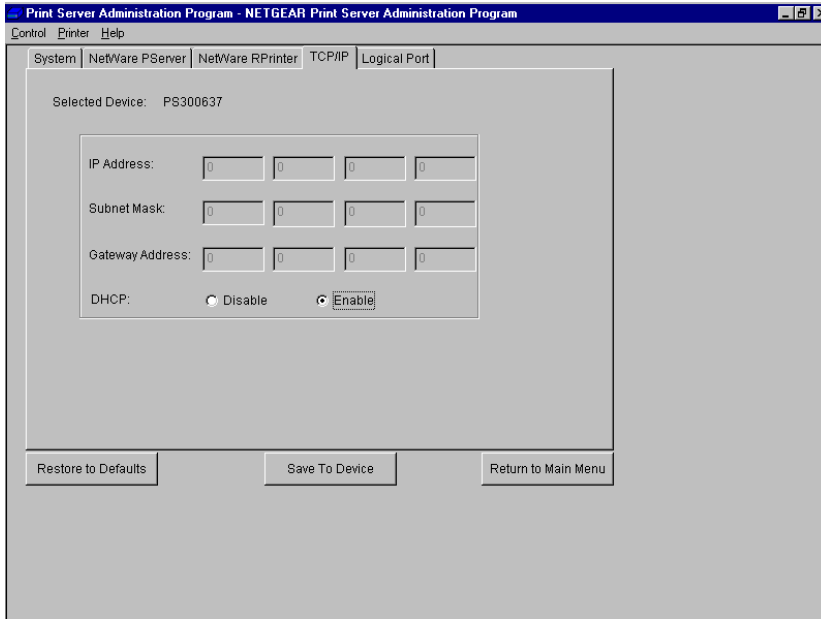 Print Server Administration Program - NETGEAR Print Server Administration Program
Control Printer Help
System NetWare PServer NetWare RPrinter TCP/IP Logical Port
Selected Device: PS300637
IP Address: 0 0 0 0
Subnet Mask: 0 0 0 0
Gateway Address: 0 0 0 0
DHCP: Disable Enable
Restore to Defaults Save To Device Return to Main Menu